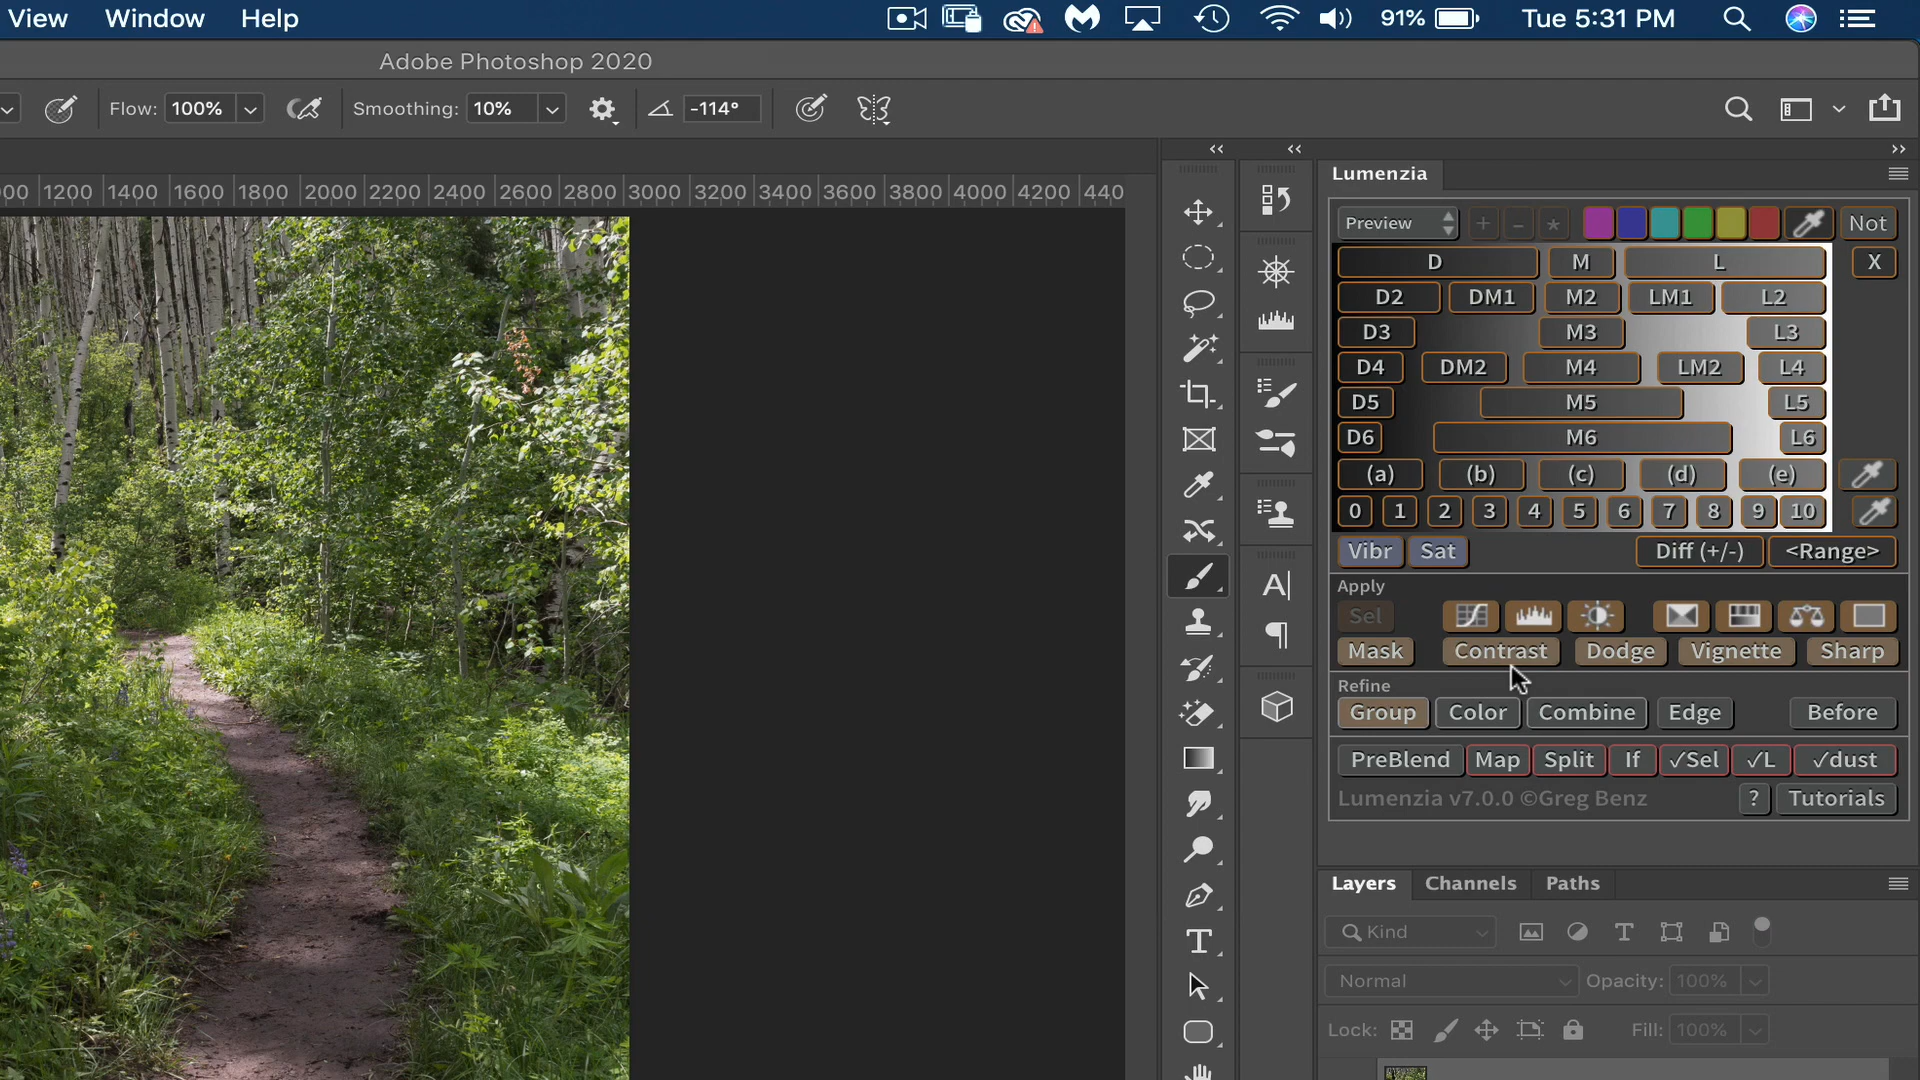 View Window Help 91% Tue 5:31 PM
Adobe Photoshop 2020
Flow: 100% Smoothing: 10% -114°
00 1200 1400 1600 1800 2000 2200 2400 2600 2800 3000 3200 3400 3600 3800 4000 4200 440
Lumenzia
Preview + - * Not
D M L X
D2 DM1 M2 LM1 L2
D3 M3 L3
D4 DM2 M4 LM2 L4
D5 M5 L5
D6 M6 L6
(a) (b) (c) (d) (e)
0 1 2 3 4 5 6 7 8 9 10
Vibr Sat Diff (+/-) <Range>
Apply
Sel
Mask Contrast Dodge Vignette Sharp
Refine
Group Color Combine Edge Before
PreBlend Map Split If ✓Sel ✓L ✓dust
Lumenzia v7.0.0 ©Greg Benz ? Tutorials
Layers Channels Paths
Kind
Normal Opacity: 100%
Lock: Fill: 100%